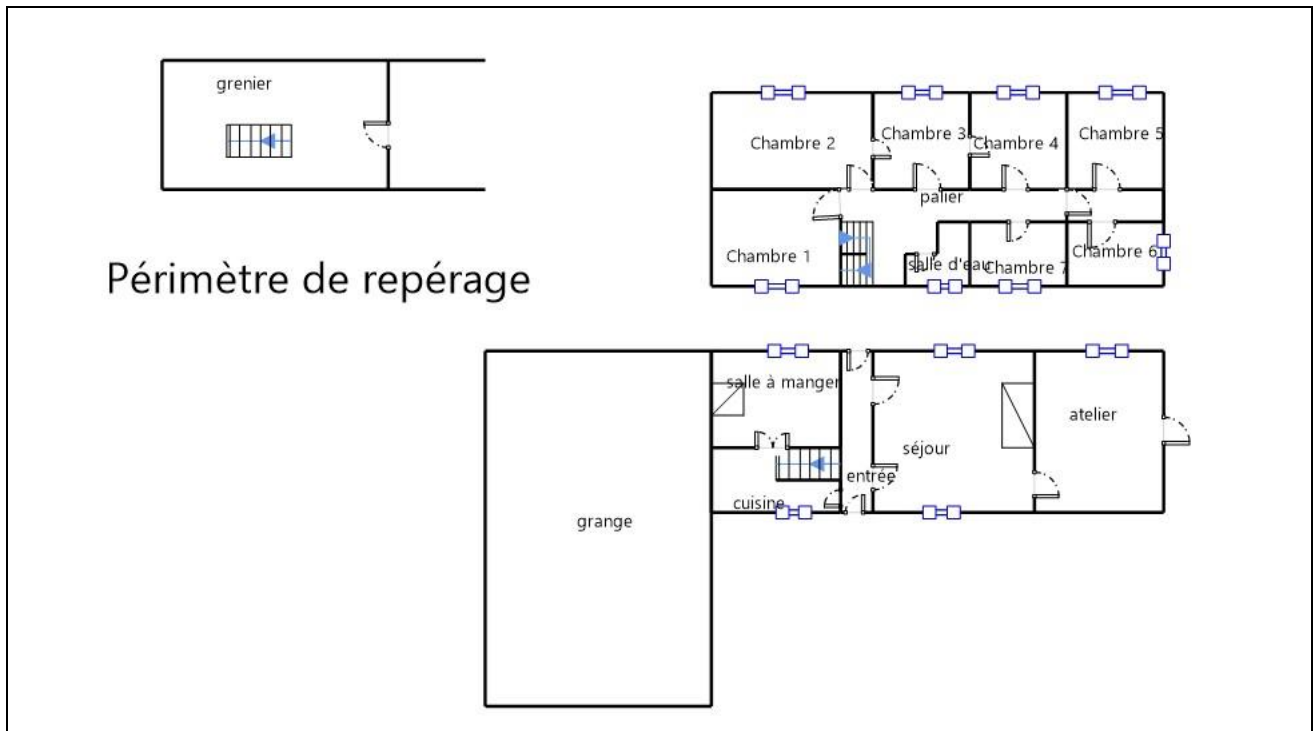 grenier
Périmètre de repérage
Chambre 2
Chambre 3
Chambre 4
Chambre 5
palier
Chambre 1
salle d'eau
Chambre 7
Chambre 6
salle à manger
atelier
séjour
entrée
cuisine
grange